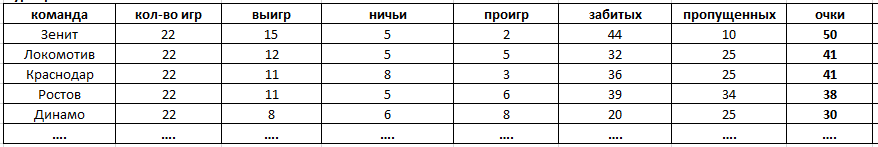 команда кол-во игр выигр ничьи проигр забитых пропущенных очки
Зенит 22 15 5 2 44 10 50
Локомотив 22 12 5 5 32 25 41
Краснодар 22 11 8 3 36 25 41
Ростов 22 11 5 6 39 34 38
Динамо 22 8 6 8 20 25 30
.... .... .... .... .... .... .... ....